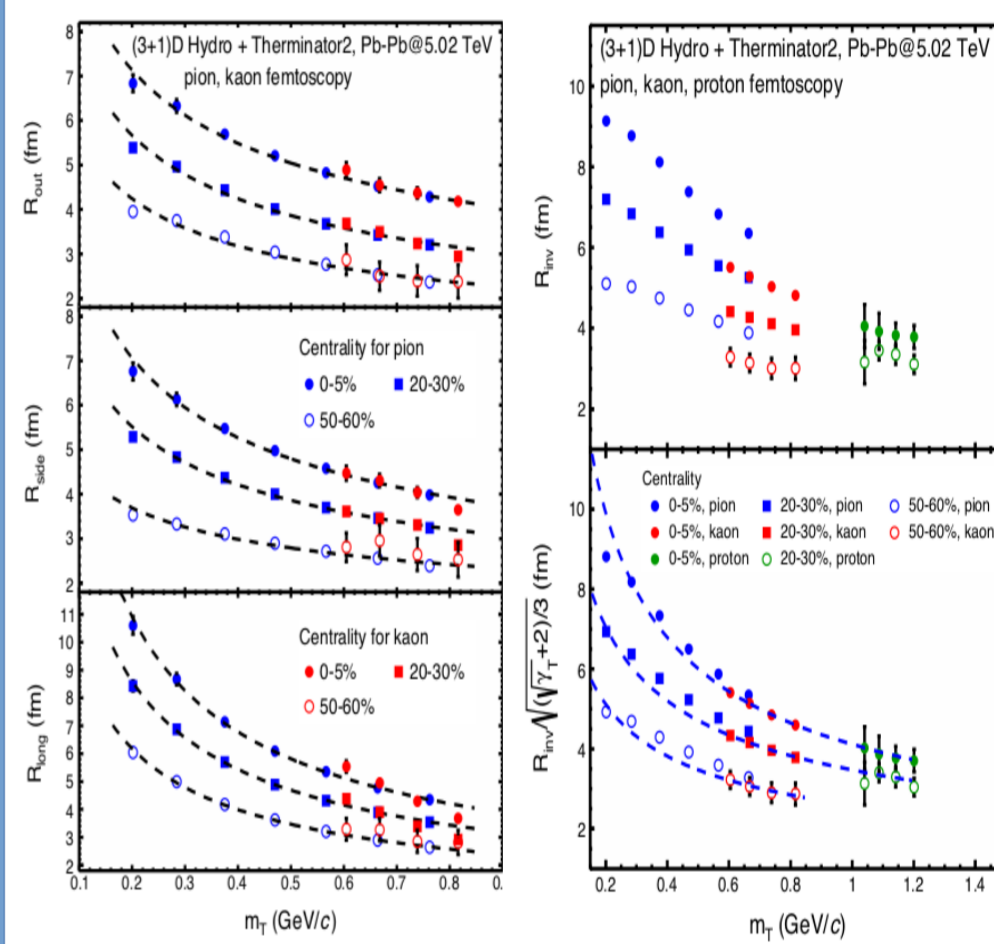 (3+1)D Hydro + Therminator2, Pb-Pb@5.02 TeV
pion, kaon femtoscopy
R_out (fm)
8
7
6
5
4
3
2
Centrality for pion
0-5% 20-30%
50-60%
R_side (fm)
8
7
6
5
4
3
2
Centrality for kaon
0-5% 20-30%
50-60%
R_long (fm)
11
10
9
8
7
6
5
4
3
2
0.1 0.2 0.3 0.4 0.5 0.6 0.7 0.8 0.
m_T (GeV/c)
(3+1)D Hydro + Therminator2, Pb-Pb@5.02 TeV
pion, kaon, proton femtoscopy
R_inv (fm)
10
8
6
4
2
Centrality
0-5%, pion 20-30%, pion 50-60%, pion
0-5%, kaon 20-30%, kaon 50-60%, kaon
0-5%, proton 20-30%, proton
R_inv√((√γ_T+2)/3 (fm)
10
8
6
4
2
0.2 0.4 0.6 0.8 1 1.2 1.4
m_T (GeV/c)